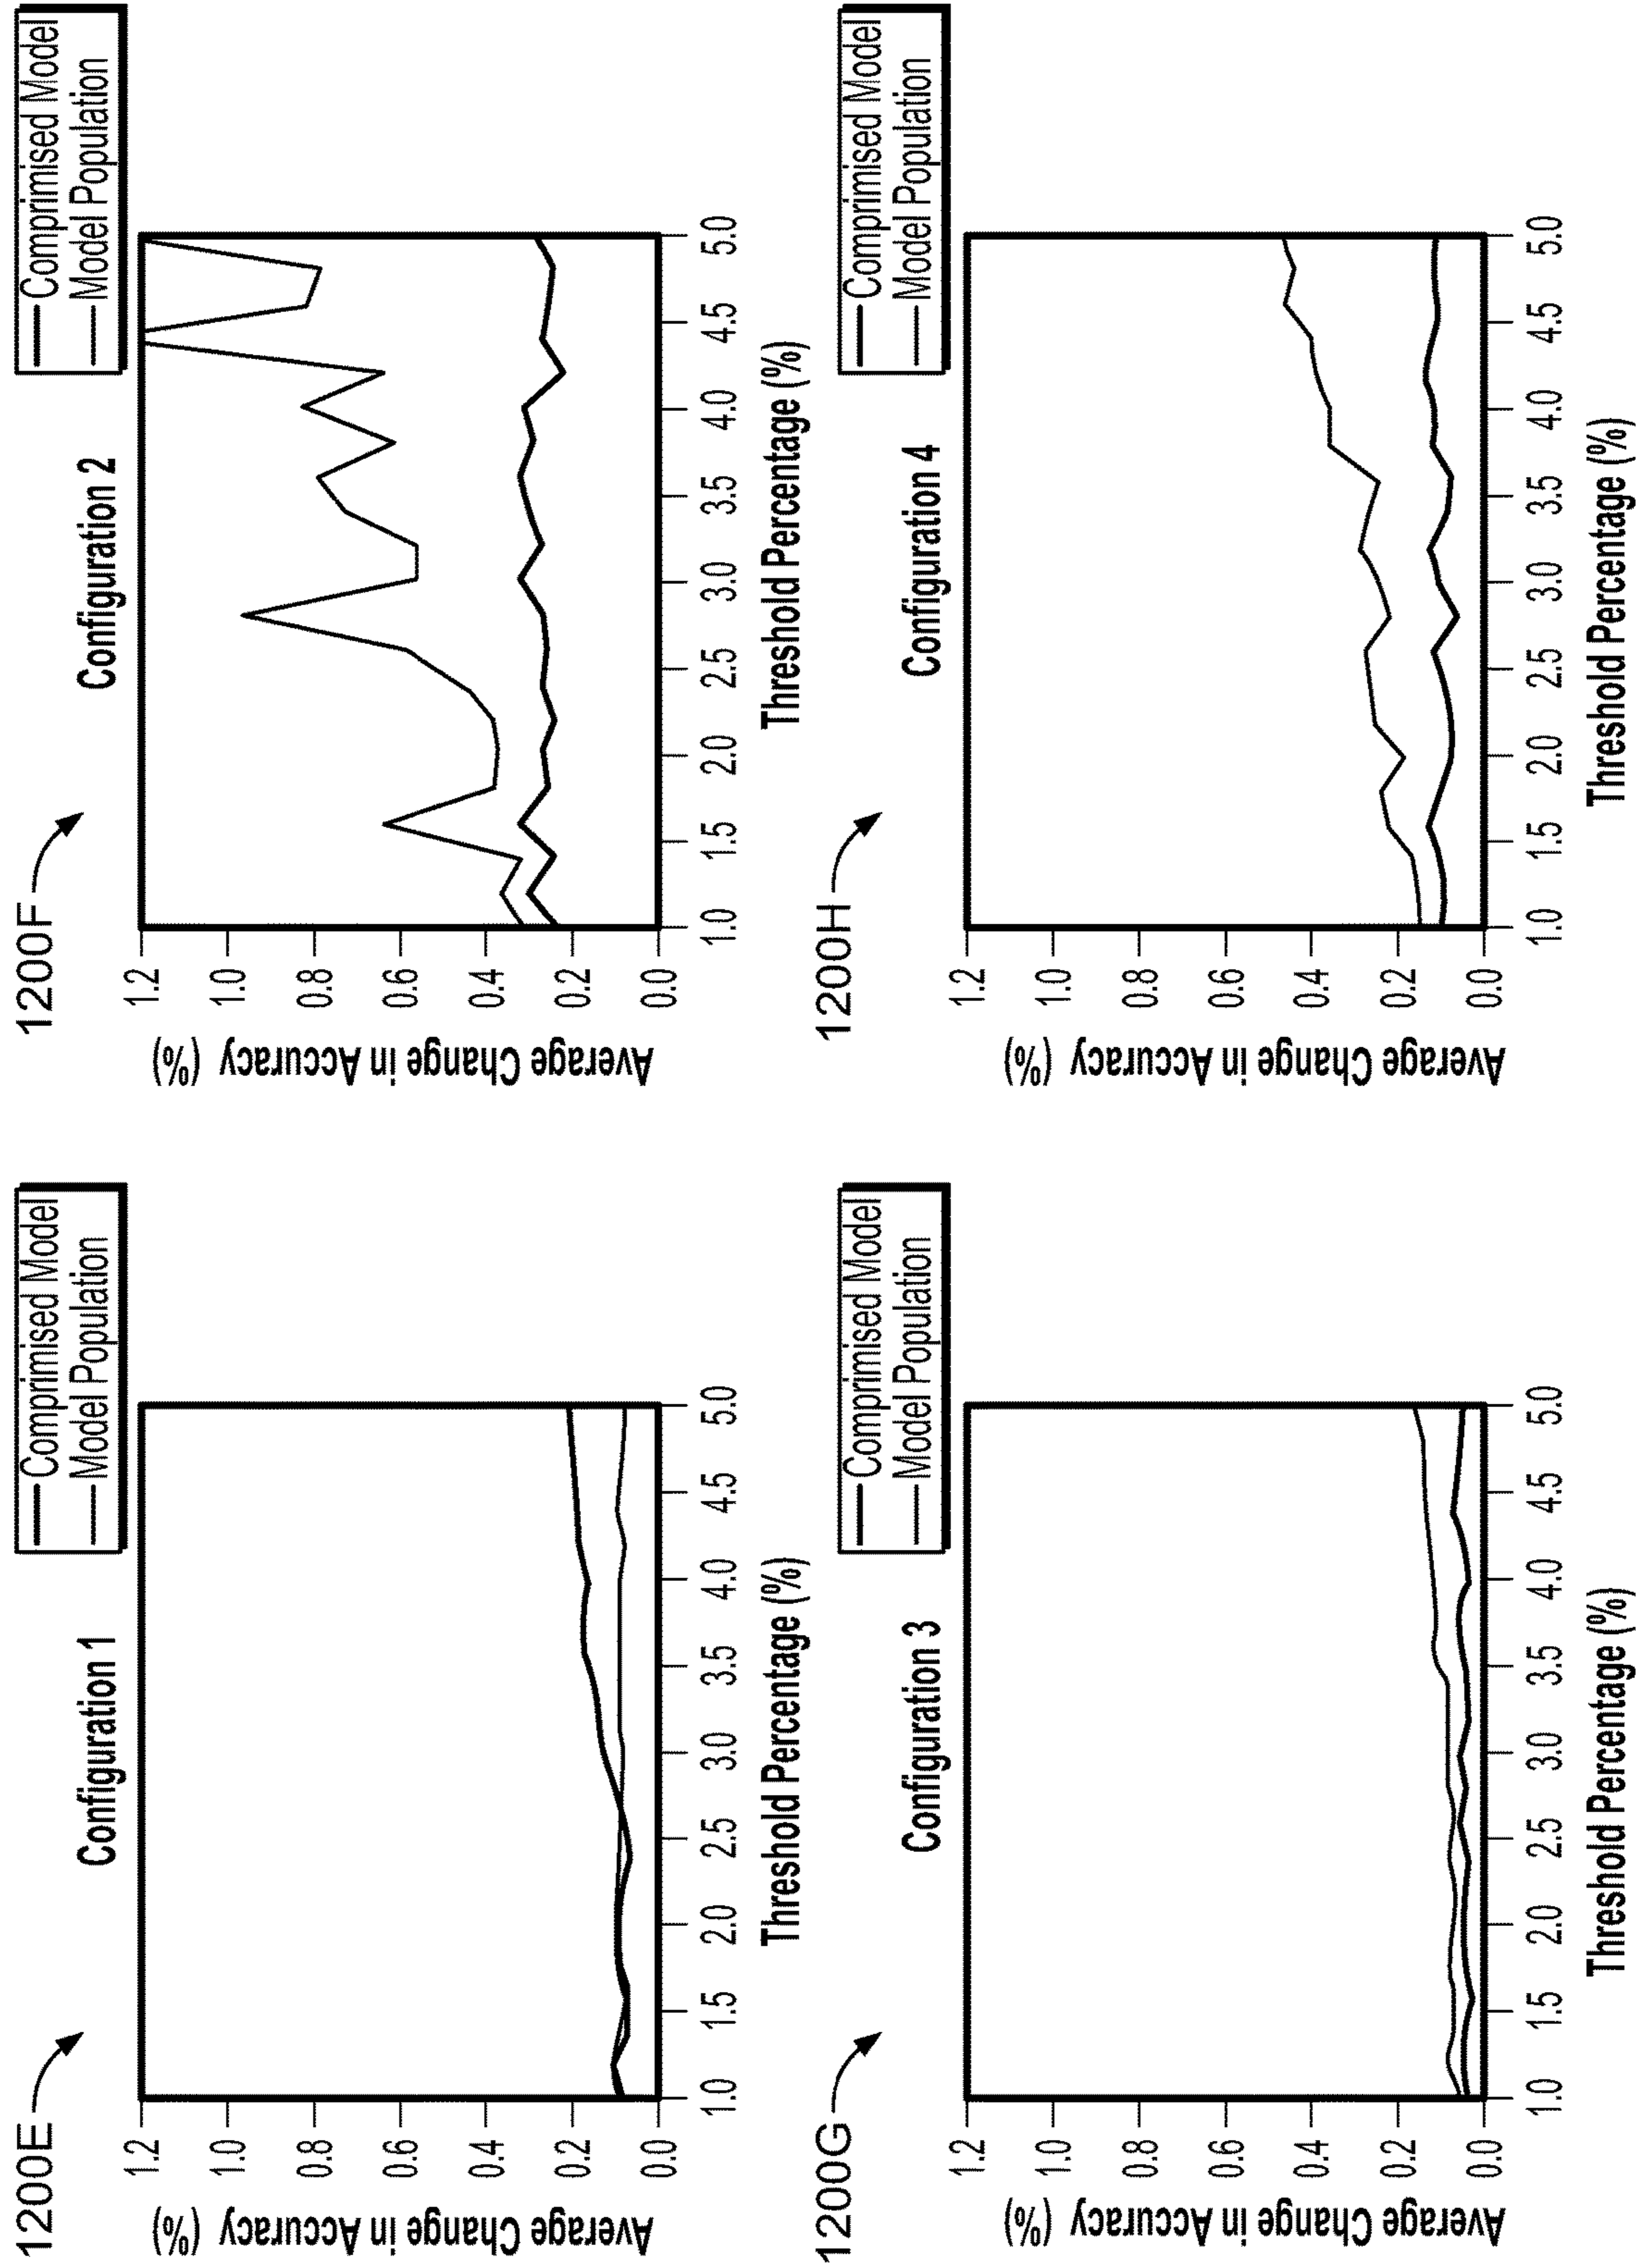 1200E
Configuration 1
Comprimised Model
Model Population
Average Change in Accuracy (%)
1.2
1.0
0.8
0.6
0.4
0.2
0.0
1.0 1.5 2.0 2.5 3.0 3.5 4.0 4.5 5.0
Threshold Percentage (%)
1200F
Configuration 2
Comprimised Model
Model Population
Average Change in Accuracy (%)
1.2
1.0
0.8
0.6
0.4
0.2
0.0
1.0 1.5 2.0 2.5 3.0 3.5 4.0 4.5 5.0
Threshold Percentage (%)
1200G
Configuration 3
Comprimised Model
Model Population
Average Change in Accuracy (%)
1.2
1.0
0.8
0.6
0.4
0.2
0.0
1.0 1.5 2.0 2.5 3.0 3.5 4.0 4.5 5.0
Threshold Percentage (%)
1200H
Configuration 4
Comprimised Model
Model Population
Average Change in Accuracy (%)
1.2
1.0
0.8
0.6
0.4
0.2
0.0
1.0 1.5 2.0 2.5 3.0 3.5 4.0 4.5 5.0
Threshold Percentage (%)